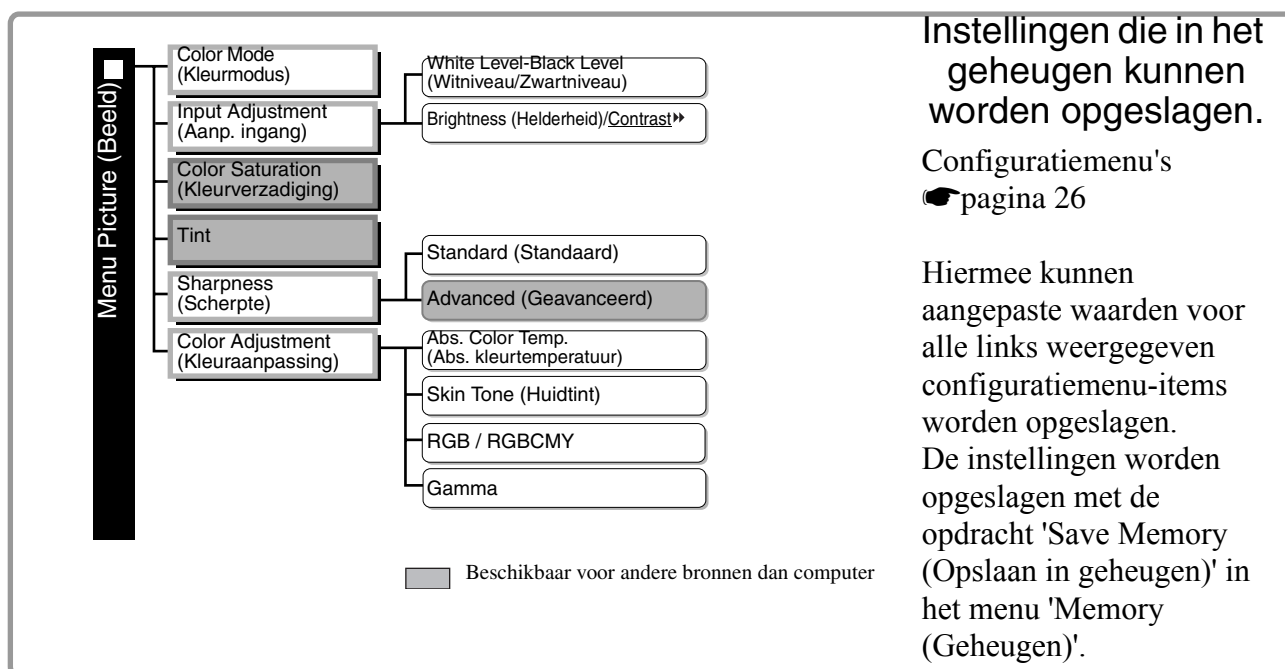 Menu Picture (Beeld)
Color Mode
(Kleurmodus)
Input Adjustment
(Aanp. ingang)
Color Saturation
(Kleurverzadiging)
Tint
Sharpness
(Scherpte)
Color Adjustment
(Kleuraanpassing)
White Level-Black Level
(Witniveau/Zwartniveau)
Brightness (Helderheid)/Contrast
Standard (Standaard)
Advanced (Geavanceerd)
Abs. Color Temp.
(Abs. kleurtemperatuur)
Skin Tone (Huidtint)
RGB / RGBCMY
Gamma
Beschikbaar voor andere bronnen dan computer
Instellingen die in het
geheugen kunnen
worden opgeslagen.
Configuratiemenu's
☛pagina 26
Hiermee kunnen
aangepaste waarden voor
alle links weergegeven
configuratiemenu-items
worden opgeslagen.
De instellingen worden
opgeslagen met de
opdracht 'Save Memory
(Opslaan in geheugen)' in
het menu 'Memory
(Geheugen)'.